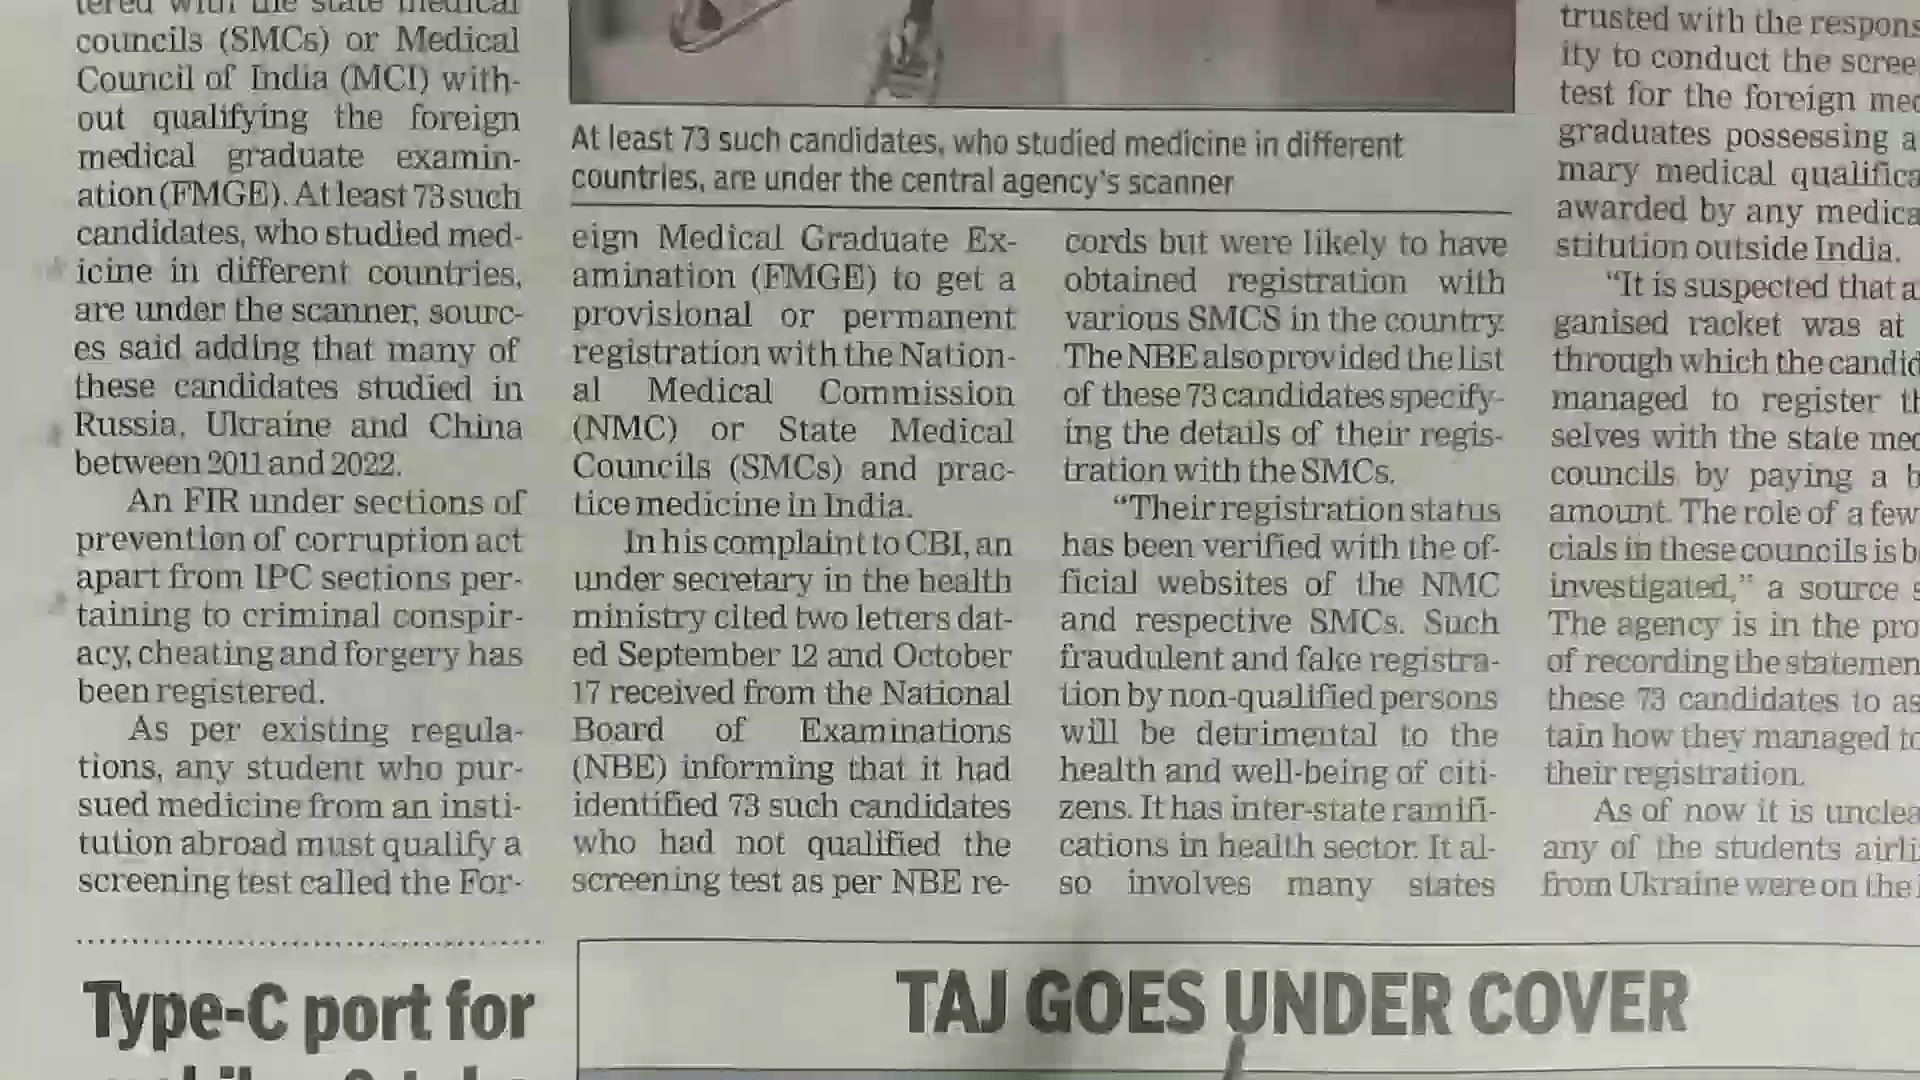 tered with the state medical
councils (SMCs) or Medical
Council of India (MCI) with-
out qualifying the foreign
medical graduate examin-
ation (FMGE). At least 73 such
candidates, who studied med-
icine in different countries,
are under the scanner, sourc-
es said adding that many of
these candidates studied in
Russia, Ukraine and China
between 2011 and 2022.
An FIR under sections of
prevention of corruption act
apart from IPC sections per-
taining to criminal conspir-
acy, cheating and forgery has
been registered.
As per existing regula-
tions, any student who pur-
sued medicine from an insti-
tution abroad must qualify a
screening test called the For-
At least 73 such candidates, who studied medicine in different
countries, are under the central agency's scanner
eign Medical Graduate Ex-
amination (FMGE) to get a
provisional or permanent
registration with the Nation-
al Medical Commission
(NMC) or State Medical
Councils (SMCs) and prac-
tice medicine in India.
In his complaint to CBI, an
under secretary in the health
ministry cited two letters dat-
ed September 12 and October
17 received from the National
Board of Examinations
(NBE) informing that it had
identified 73 such candidates
who had not qualified the
screening test as per NBE re-
cords but were likely to have
obtained registration with
various SMCS in the country.
The NBE also provided the list
of these 73 candidates specify-
ing the details of their regis-
tration with the SMCs.
"Their registration status
has been verified with the of-
ficial websites of the NMC
and respective SMCs. Such
fraudulent and fake registra-
tion by non-qualified persons
will be detrimental to the
health and well-being of citi-
zens. It has inter-state ramifi-
cations in health sector. It al-
so involves many states
trusted with the respons
ity to conduct the scree
test for the foreign med
graduates possessing a
mary medical qualifica
awarded by any medica
stitution outside India.
"It is suspected that a
ganised racket was at
through which the candid
managed to register th
selves with the state med
councils by paying a b
amount. The role of a few
cials in these councils is b
investigated," a source s
The agency is in the pro
of recording the statemen
these 73 candidates to as
tain how they managed to
their registration.
As of now it is unclea
any of the students airli
from Ukraine were on the
Type-C port for
TAJ GOES UNDER COVER